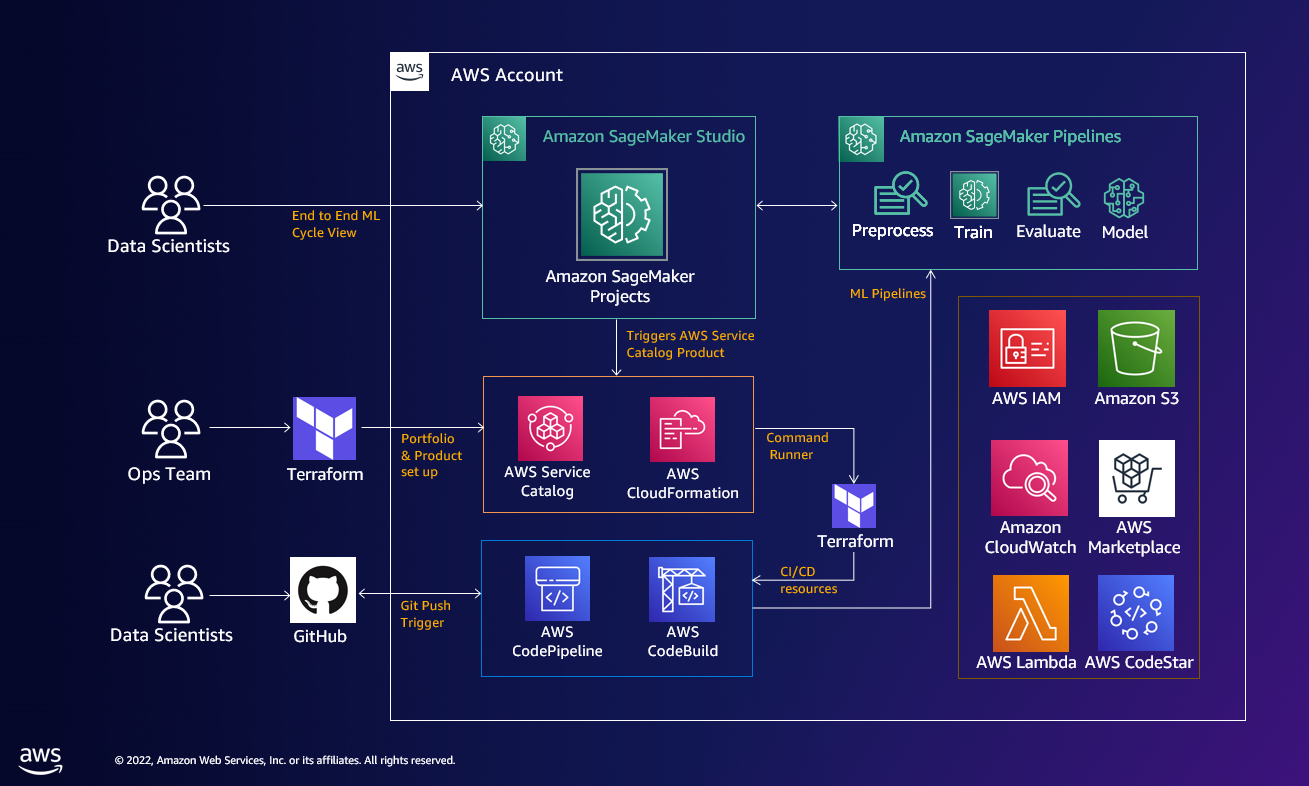 aws
AWS Account
Amazon SageMaker Studio
Amazon SageMaker
Projects
Amazon SageMaker Pipelines
Preprocess
Train
Evaluate
Model
Data Scientists
End to End ML
Cycle View
Triggers AWS Service
Catalog Product
ML Pipelines
Ops Team
Terraform
Portfolio
& Product
set up
AWS Service
Catalog
AWS
CloudFormation
Command
Runner
Terraform
CI/CD
resources
Data Scientists
GitHub
Git Push
Trigger
AWS
CodePipeline
AWS
CodeBuild
AWS IAM
Amazon S3
Amazon
CloudWatch
AWS
Marketplace
AWS Lambda
AWS CodeStar
aws
© 2022, Amazon Web Services, Inc. or its affiliates. All rights reserved.